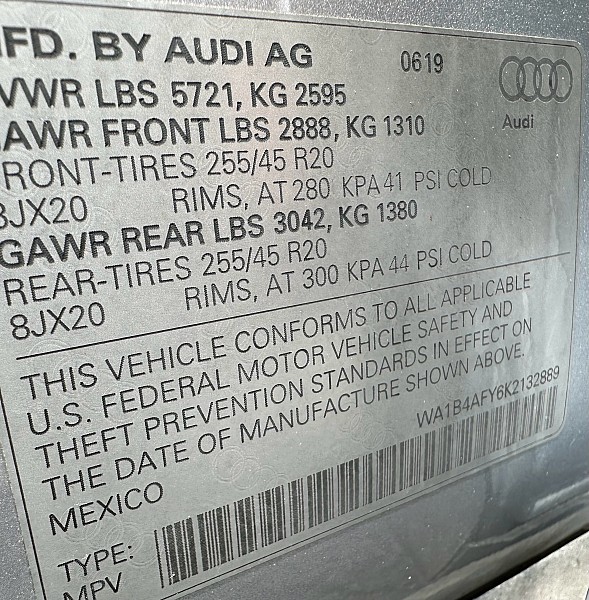 MFD. BY AUDI AG 0619
VWR LBS 5721, KG 2595
Audi
AWR FRONT LBS 2888, KG 1310
RONT-TIRES 255/45 R20
8JX20 RIMS, AT 280 KPA 41 PSI COLD
GAWR REAR LBS 3042, KG 1380
REAR-TIRES 255/45 R20
8JX20 RIMS, AT 300 KPA 44 PSI COLD
THIS VEHICLE CONFORMS TO ALL APPLICABLE
U.S. FEDERAL MOTOR VEHICLE SAFETY AND
THEFT PREVENTION STANDARDS IN EFFECT ON
THE DATE OF MANUFACTURE SHOWN ABOVE.
MEXICO WA1B4AFY6K2132889
TYPE:
MPV